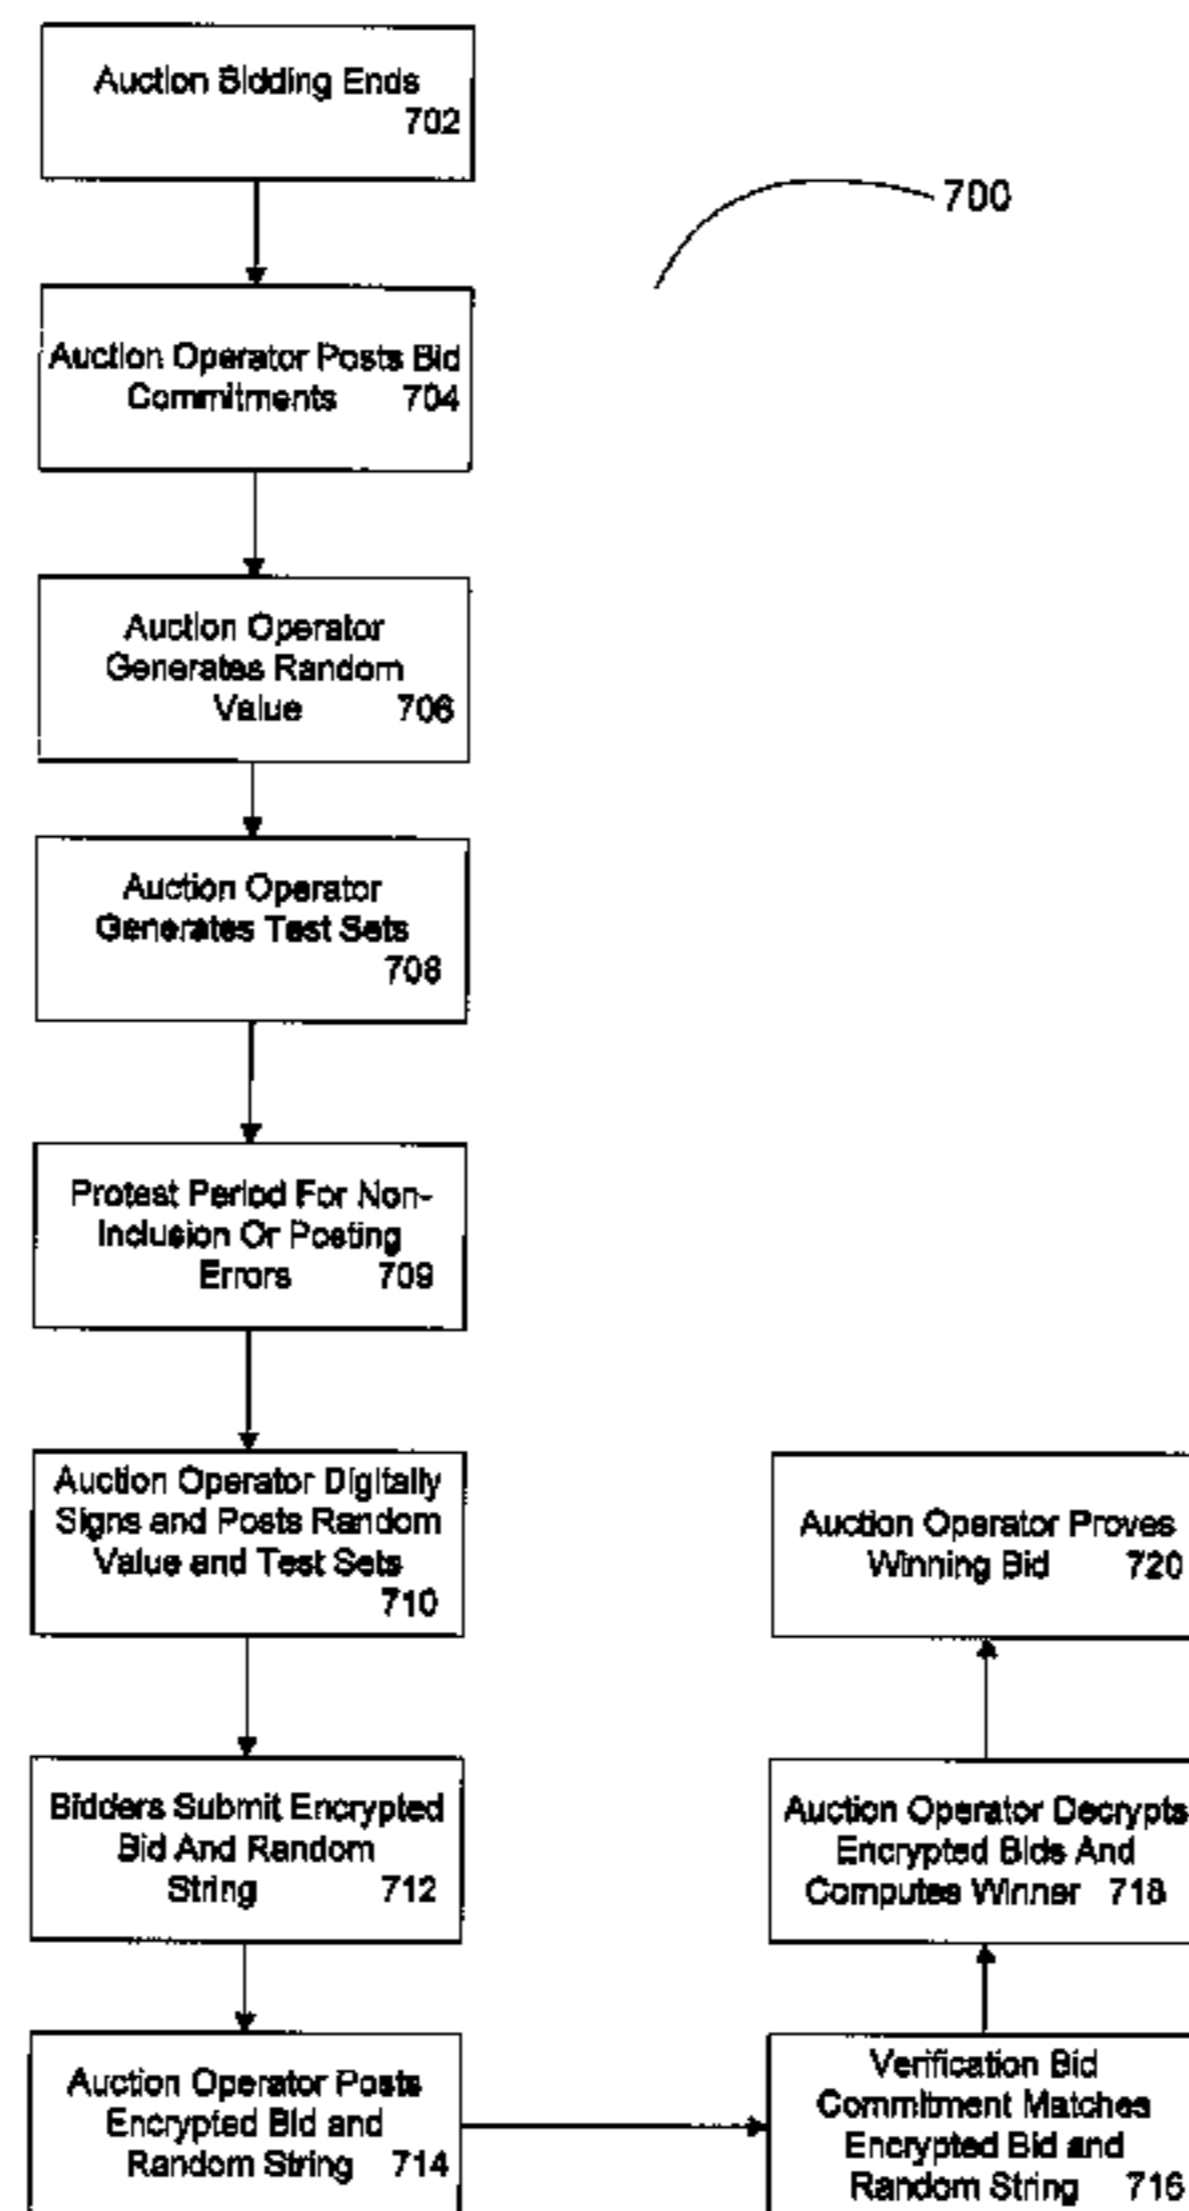 Auction Bidding Ends
702
700
Auction Operator Posts Bid
Commitments 704
Auction Operator
Generates Random
Value 706
Auction Operator
Generates Test Sets
708
Protest Period For Non-
Inclusion Or Posting
Errors 709
Auction Operator Digitally
Signs and Posts Random
Value and Test Sets
710
Bidders Submit Encrypted
Bid And Random
String 712
Auction Operator Posts
Encrypted Bid and
Random String 714
Verification Bid
Commitment Matches
Encrypted Bid and
Random String 716
Auction Operator Decrypts
Encrypted Bids And
Computes Winner 718
Auction Operator Proves
Winning Bid 720